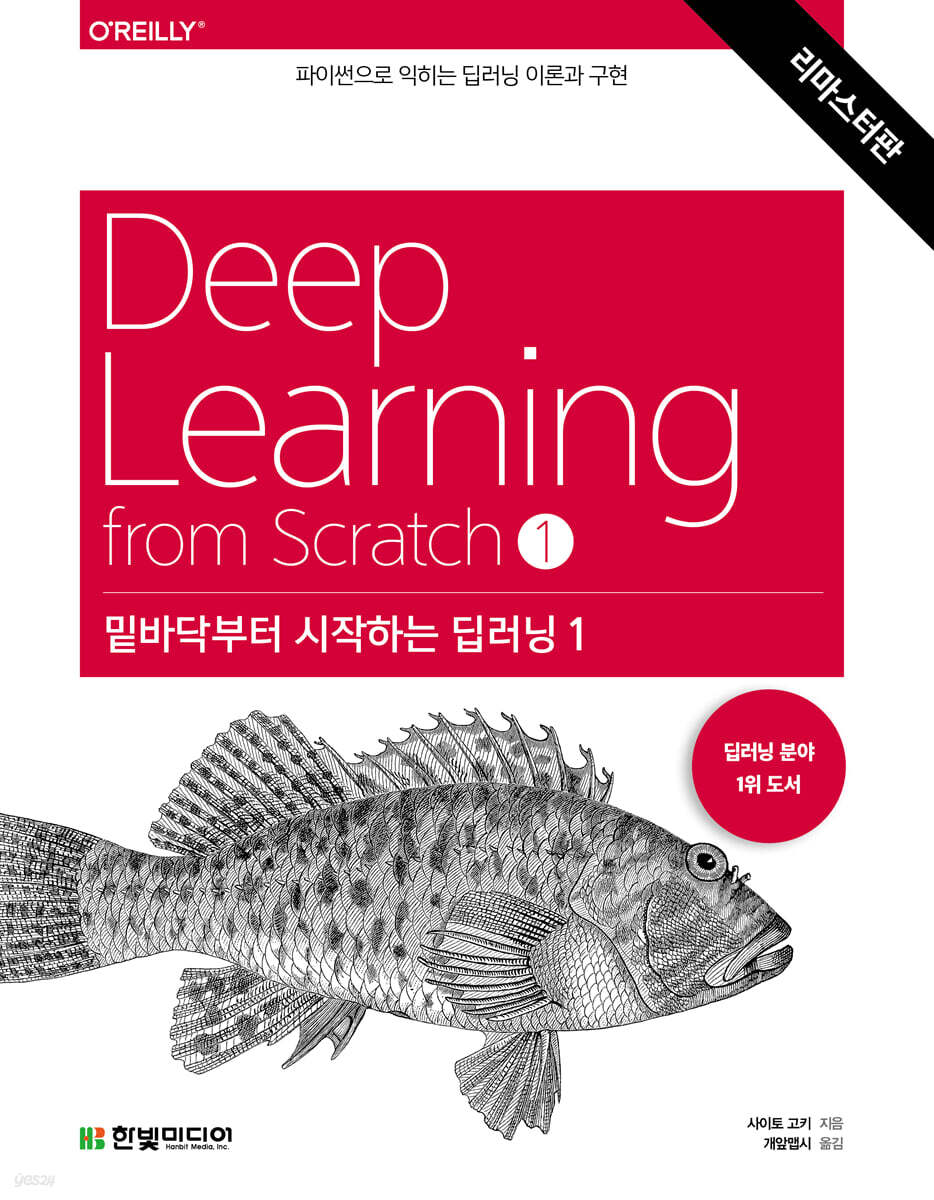 O'REILLY®
파이썬으로 익히는 딥러닝 이론과 구현
리마스터판
Deep
Learning
from Scratch 1
밑바닥부터 시작하는 딥러닝 1
딥러닝 분야
1위 도서
사이토 고키 지음
개앞맵시 옮김
HB 한빛미디어
Hanbit Media, Inc.
yes24